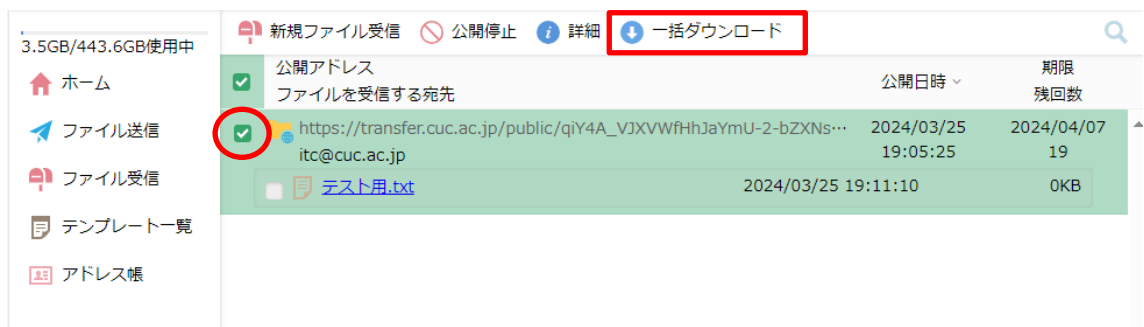 3.5GB/443.6GB使用中
ホーム
ファイル送信
ファイル受信
テンプレート一覧
アドレス帳
新規ファイル受信 公開停止 詳細 一括ダウンロード
公開アドレス
ファイルを受信する宛先
公開日時
期限
残回数
https://transfer.cuc.ac.jp/public/qiY4A_VJXVWfHhJaYmU-2-bZXNs…
itc@cuc.ac.jp
2024/03/25
19:05:25
2024/04/07
19
テスト用.txt 2024/03/25 19:11:10 0KB